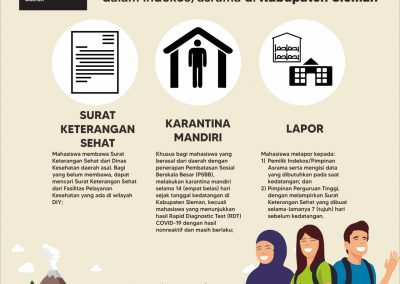 dalam Indekos/asrama di Kabupaten Sleman
SURAT
KETERANGAN
SEHAT
Mahasiswa membawa Surat
Keterangan Sehat dari Dinas
Kesehatan daerah asal. Bagi
yang belum membawa, dapat
mencari Surat Keterangan Sehat
dari Fasilitas Pelayanan
Kesehatan yang ada di wilayah
DIY;
KARANTINA
MANDIRI
Khusus bagi mahasiswa yang
berasal dari daerah dengan
penerapan Pembatasan Sosial
Berskala Besar (PSBB),
melakukan karantina mandiri
selama 14 (empat belas) hari
sejak tanggal kedatangan di
Kabupaten Sleman, kecuali
mahasiswa yang menunjukkan
hasil Rapid Diagnostic Test (RDT)
COVID-19 dengan hasil
nonreaktif dan masih berlaku;
LAPOR
Mahasiswa melapor kepada:
1) Pemilik Indekos/Pimpinan
Asrama serta mengisi data
yang dibutuhkan pada saat
kedatangan; dan
2) Pimpinan Perguruan Tinggi,
dengan melampirkan Surat
Keterangan Sehat yang dibuat
selama-lamanya 7 (tujuh) hari
sebelum kedatangan.